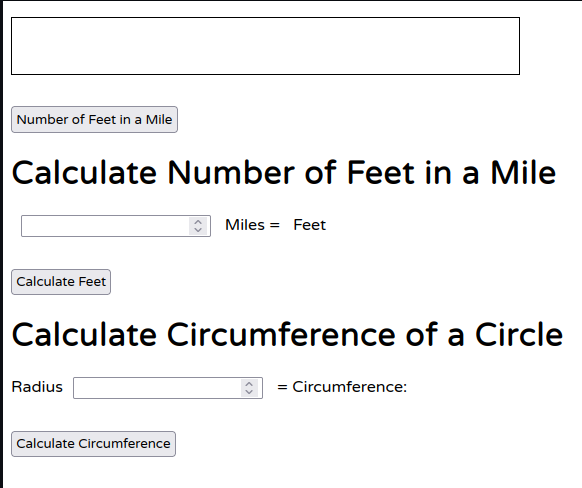 Number of Feet in a Mile
Calculate Number of Feet in a Mile
Miles = Feet
Calculate Feet
Calculate Circumference of a Circle
Radius = Circumference:
Calculate Circumference